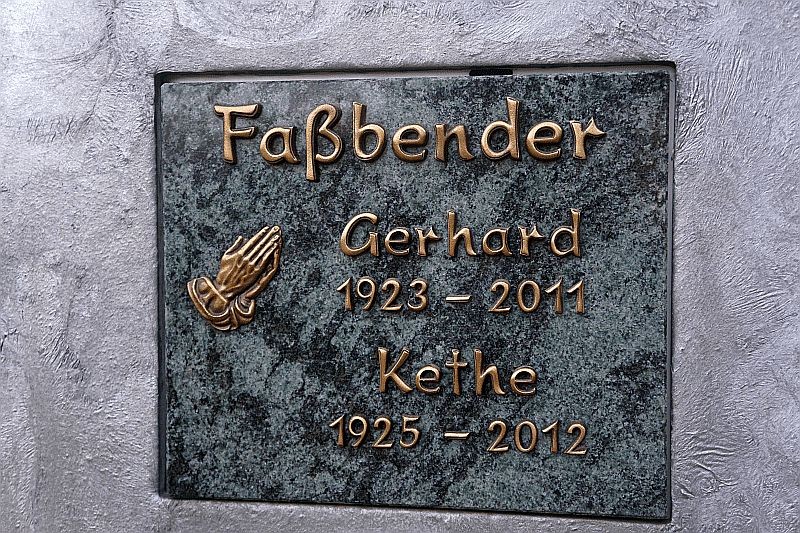 Faßbender
Gerhard
1923 – 2011
Kethe
1925 – 2012